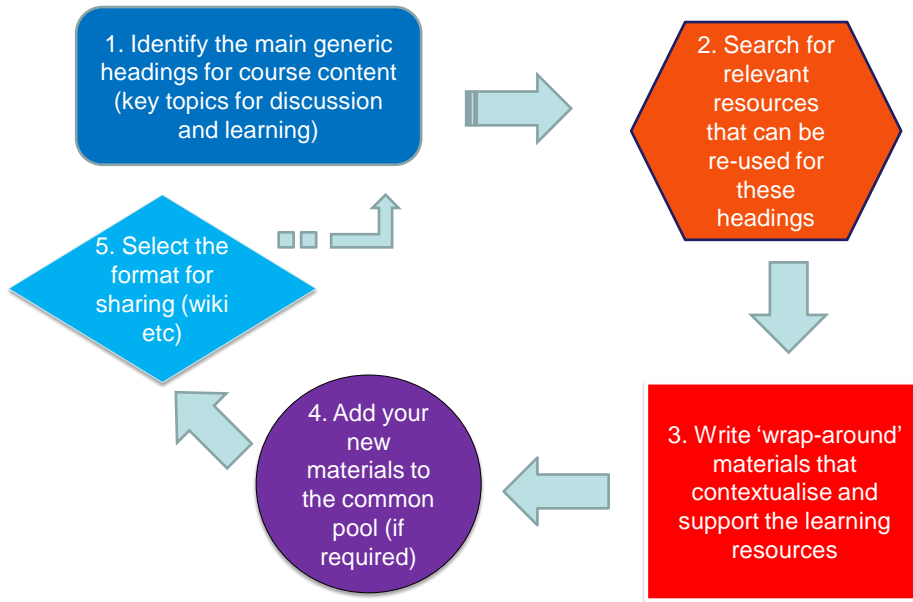 1. Identify the main generic
headings for course content
(key topics for discussion
and learning)
2. Search for
relevant
resources
that can be
re-used for
these
headings
3. Write ‘wrap-around’
materials that
contextualise and
support the learning
resources
4. Add your
new
materials to
the common
pool (if
required)
5. Select the
format for
sharing (wiki
etc)